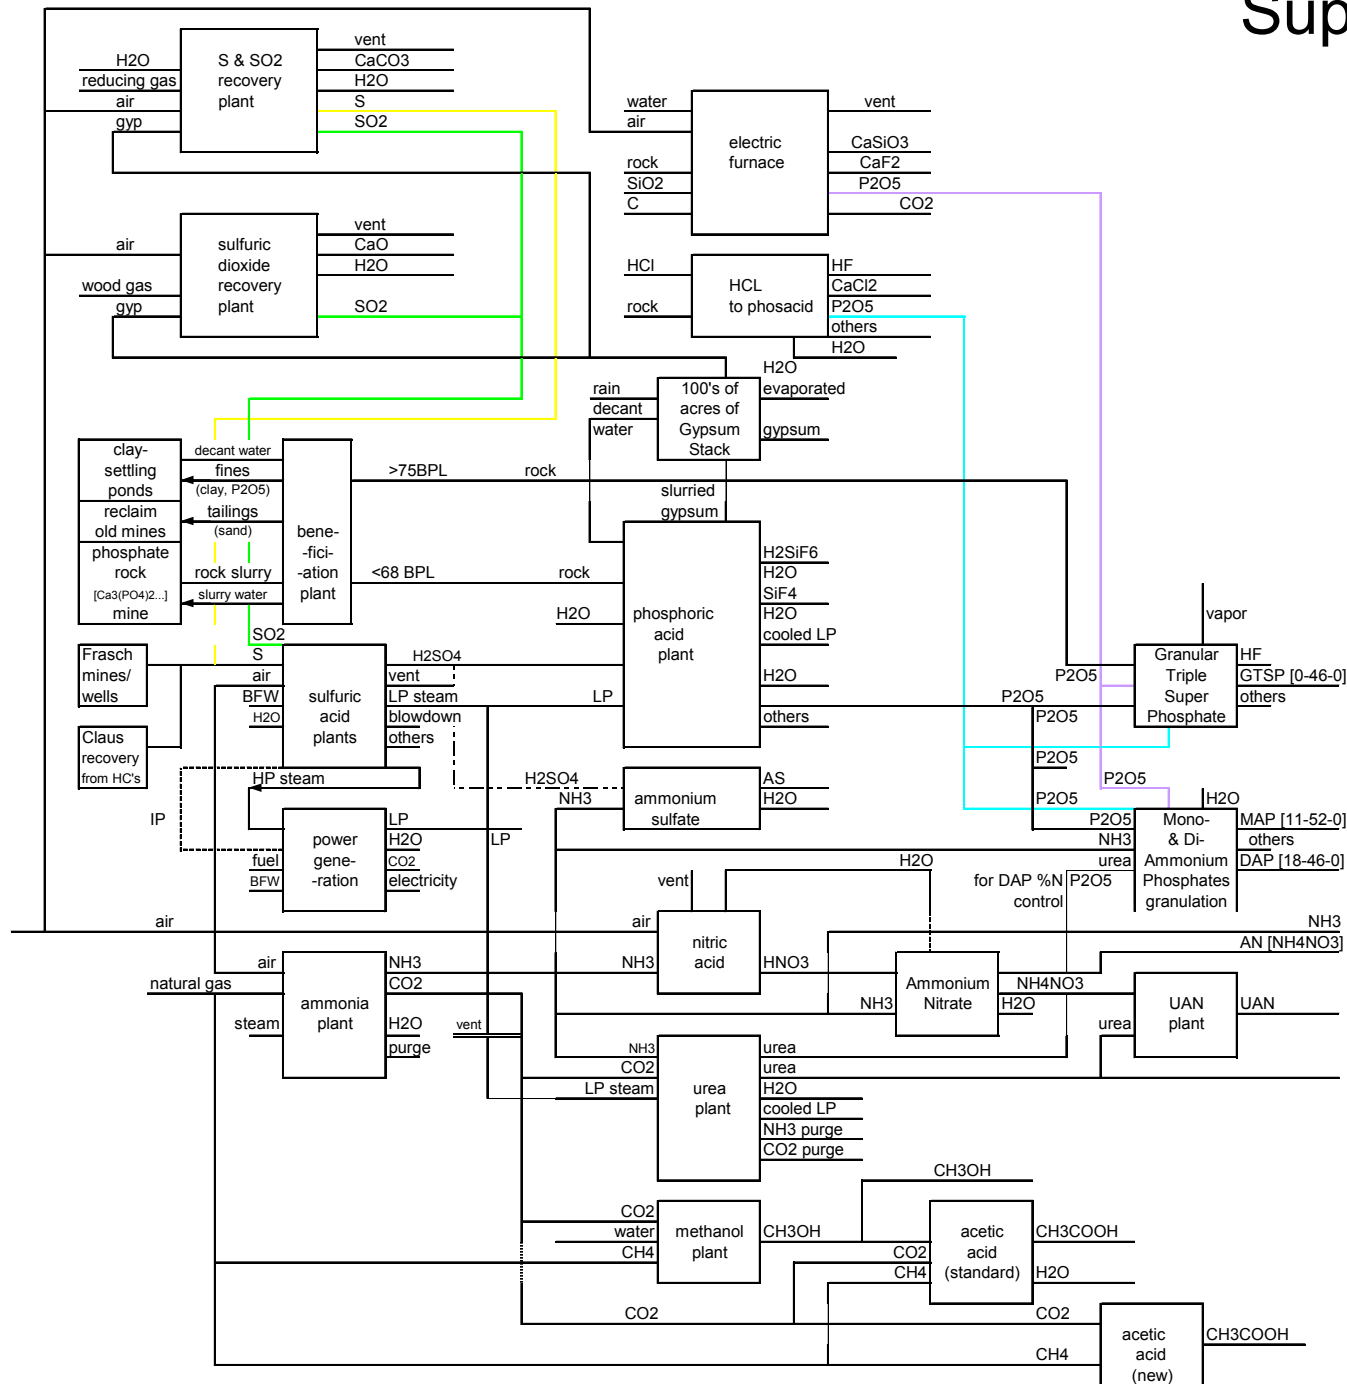 Sup
vent
H2O
S & SO2
CaCO3
reducing gas
recovery
H2O
air
plant
S
gyp
SO2
water
vent
air
electric
furnace
CaSiO3
rock
CaF2
SiO2
P2O5
C
CO2
vent
air
sulfuric
CaO
dioxide
H2O
wood gas
recovery
gyp
plant
SO2
HCl
HF
HCL
CaCl2
rock
to phosacid
P2O5
others
H2O
H2O
rain
100's of
evaporated
decant
acres of
water
Gypsum
gypsum
Stack
clay-
decant water
settling
fines
>75BPL
rock
ponds
(clay, P2O5)
slurried
reclaim
tailings
gypsum
old mines
(sand)
bene-
phosphate
-fici-
H2SiF6
rock
rock slurry
-ation
<68 BPL
rock
H2O
[Ca3(PO4)2...]
slurry water
plant
SiF4
mine
H2O
phosphoric
H2O
vapor
SO2
acid
cooled LP
Frasch
S
H2SO4
plant
Granular
HF
mines/
air
vent
H2O
P2O5
Triple
GTSP [0-46-0]
wells
BFW
sulfuric
LP steam
LP
P2O5
Super
others
H2O
acid
blowdown
others
P2O5
Phosphate
Claus
plants
others
recovery
P2O5
from HC's
HP steam
H2SO4
AS
P2O5
NH3
ammonium
H2O
P2O5
H2O
IP
sulfate
LP
P2O5
Mono-
MAP [11-52-0]
power
H2O
LP
NH3
& Di-
others
fuel
gene-
CO2
H2O
urea
Ammonium
DAP [18-46-0]
BFW
-ration
electricity
vent
for DAP %N
P2O5
Phosphates
control
granulation
air
air
NH3
nitric
AN [NH4NO3]
air
NH3
NH3
acid
HNO3
natural gas
CO2
Ammonium
NH4NO3
ammonia
NH3
Nitrate
H2O
UAN
UAN
steam
plant
H2O
vent
urea
plant
purge
NH3
urea
CO2
urea
LP steam
urea
H2O
plant
cooled LP
NH3 purge
CO2 purge
CH3OH
CO2
water
methanol
CH3OH
acetic
CH3COOH
CH4
plant
CO2
acid
CH4
(standard)
H2O
CO2
CO2
acetic
CH3COOH
CH4
acid
(new)